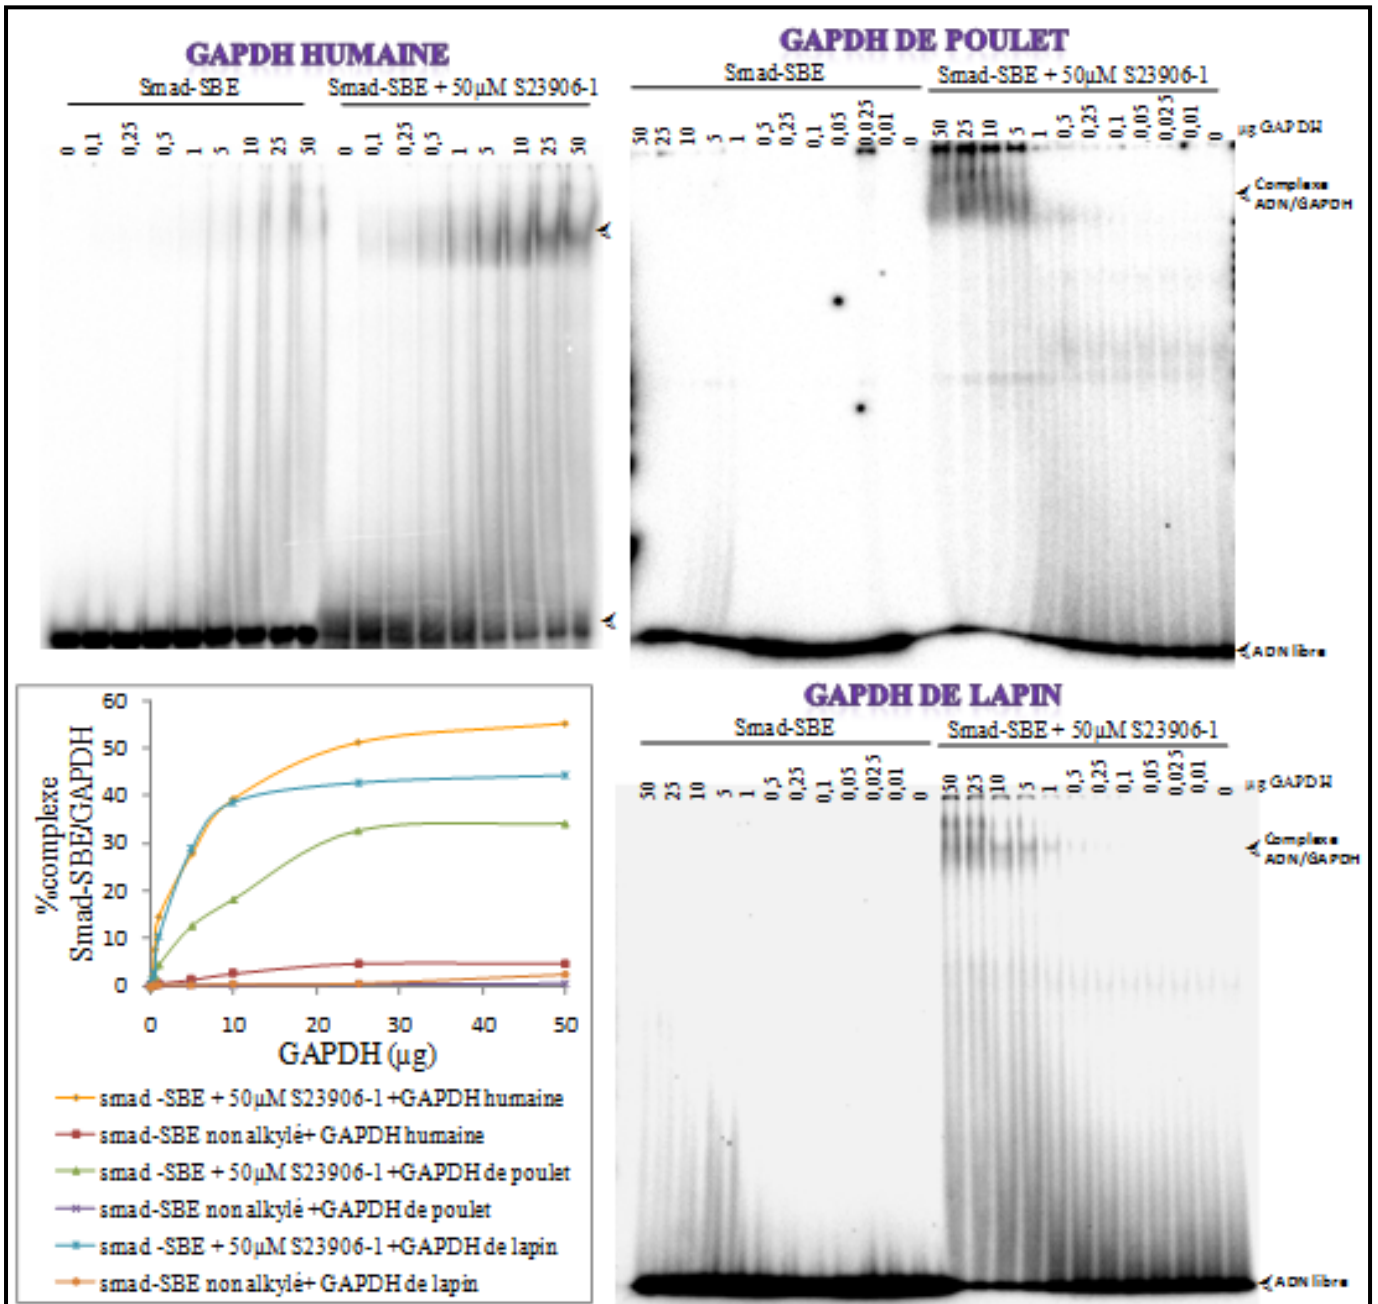 GAPDH HUMAINE
Smad-SBE
Smad-SBE + 50µM S23906-1
0 0,1 0,25 0,5 1 5 10 25 50 0 0,1 0,25 0,5 1 5 10 25 50
GAPDH DE POULET
Smad-SBE
Smad-SBE + 50µM S23906-1
50 25 10 5 1 0,5 0,25 0,1 0,05 0,025 0,01 0 50 25 10 5 1 0,5 0,25 0,1 0,05 0,025 0,01 0 µg GAPDH
Complexe
ADN/GAPDH
ADN libre
60
50
40
30
20
10
0
%complexe
Smad-SBE/GAPDH
0 10 20 30 40 50
GAPDH (µg)
smad -SBE + 50µM S23906-1 +GAPDH humaine
smad-SBE non alkylé+ GAPDH humaine
smad -SBE + 50µM S23906-1 +GAPDH de poulet
smad-SBE non alkylé +GAPDH de poulet
smad -SBE + 50µM S23906-1 +GAPDH de lapin
smad-SBE non alkylé+ GAPDH de lapin
GAPDH DE LAPIN
Smad-SBE
Smad-SBE + 50µM S23906-1
50 25 10 5 1 0,5 0,25 0,1 0,05 0,025 0,01 0 50 25 10 5 1 0,5 0,25 0,1 0,05 0,025 0,01 0 µg GAPDH
Complexe
ADN/GAPDH
ADN libre